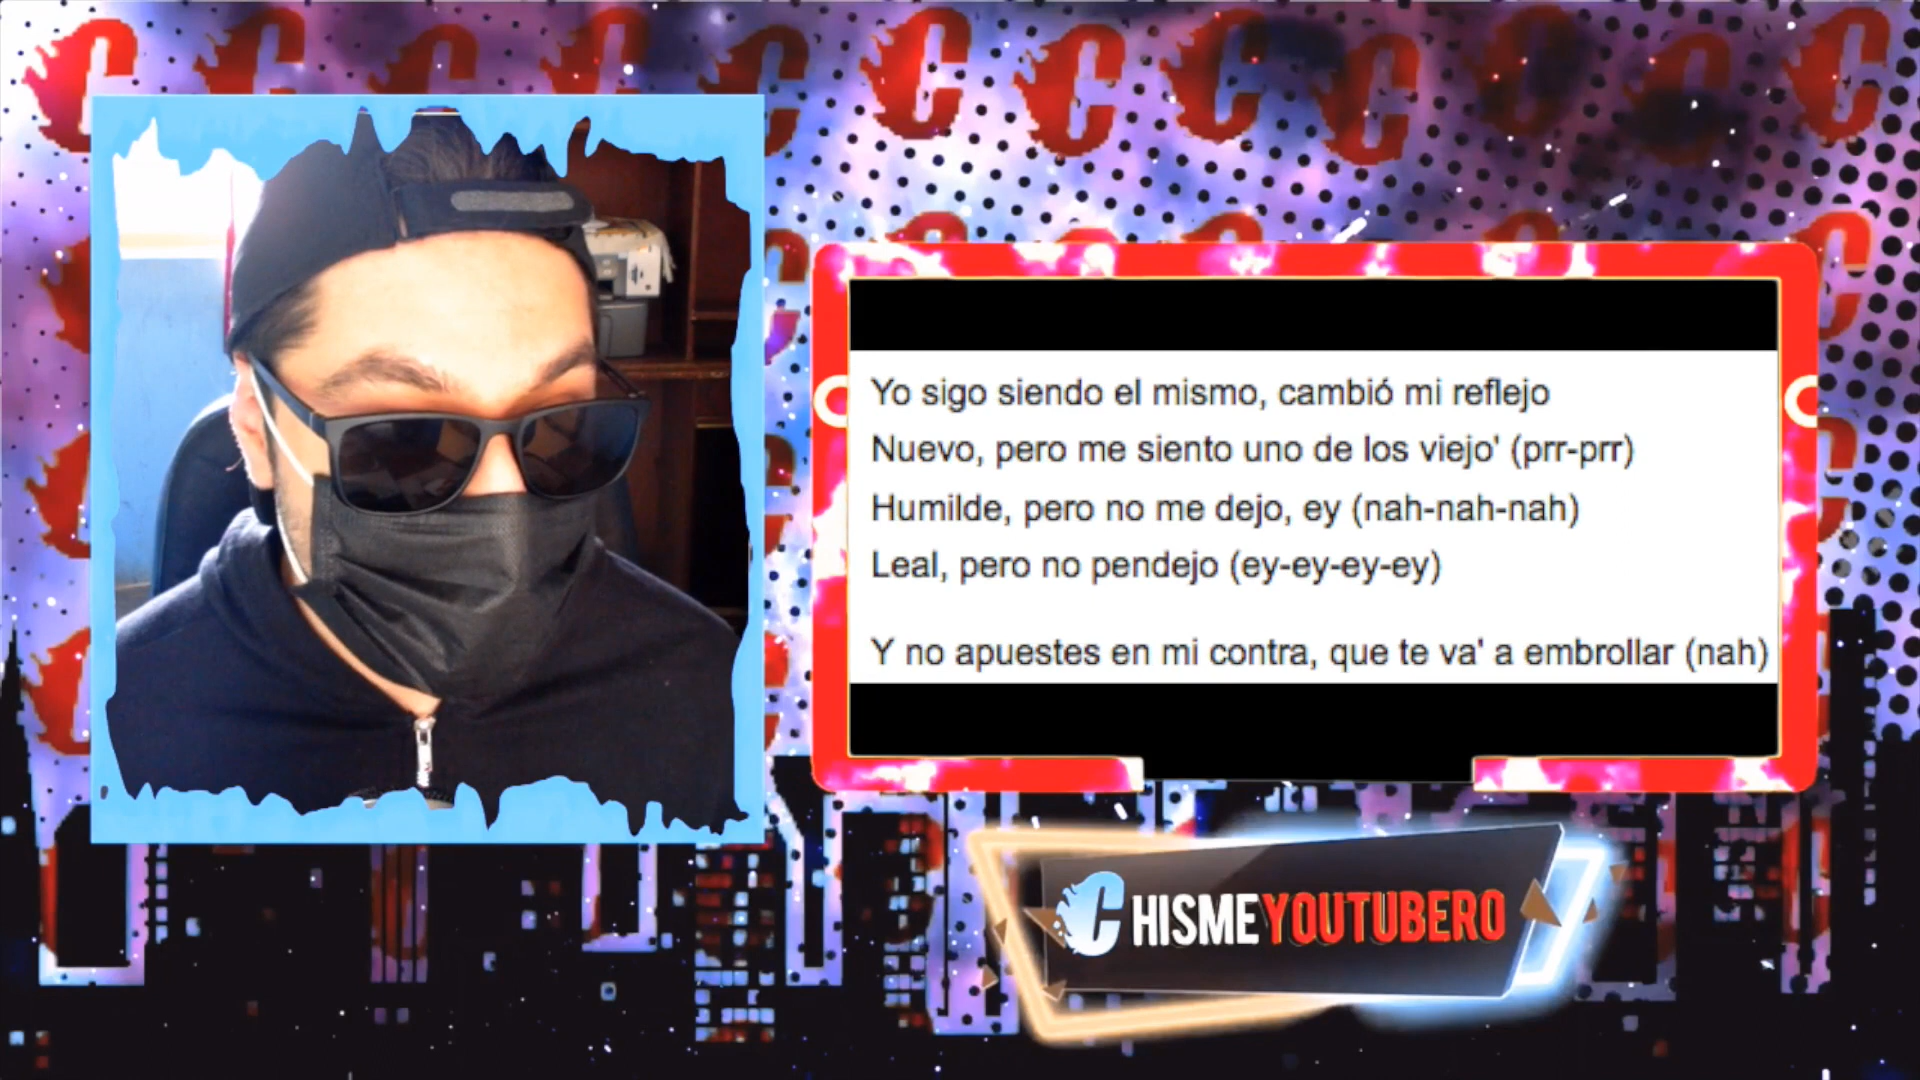 Yo sigo siendo el mismo, cambió mi reflejo
Nuevo, pero me siento uno de los viejo' (prr-prr)
Humilde, pero no me dejo, ey (nah-nah-nah)
Leal, pero no pendejo (ey-ey-ey-ey)
Y no apuestes en mi contra, que te va' a embrollar (nah)
CHISMEYOUTUBERO